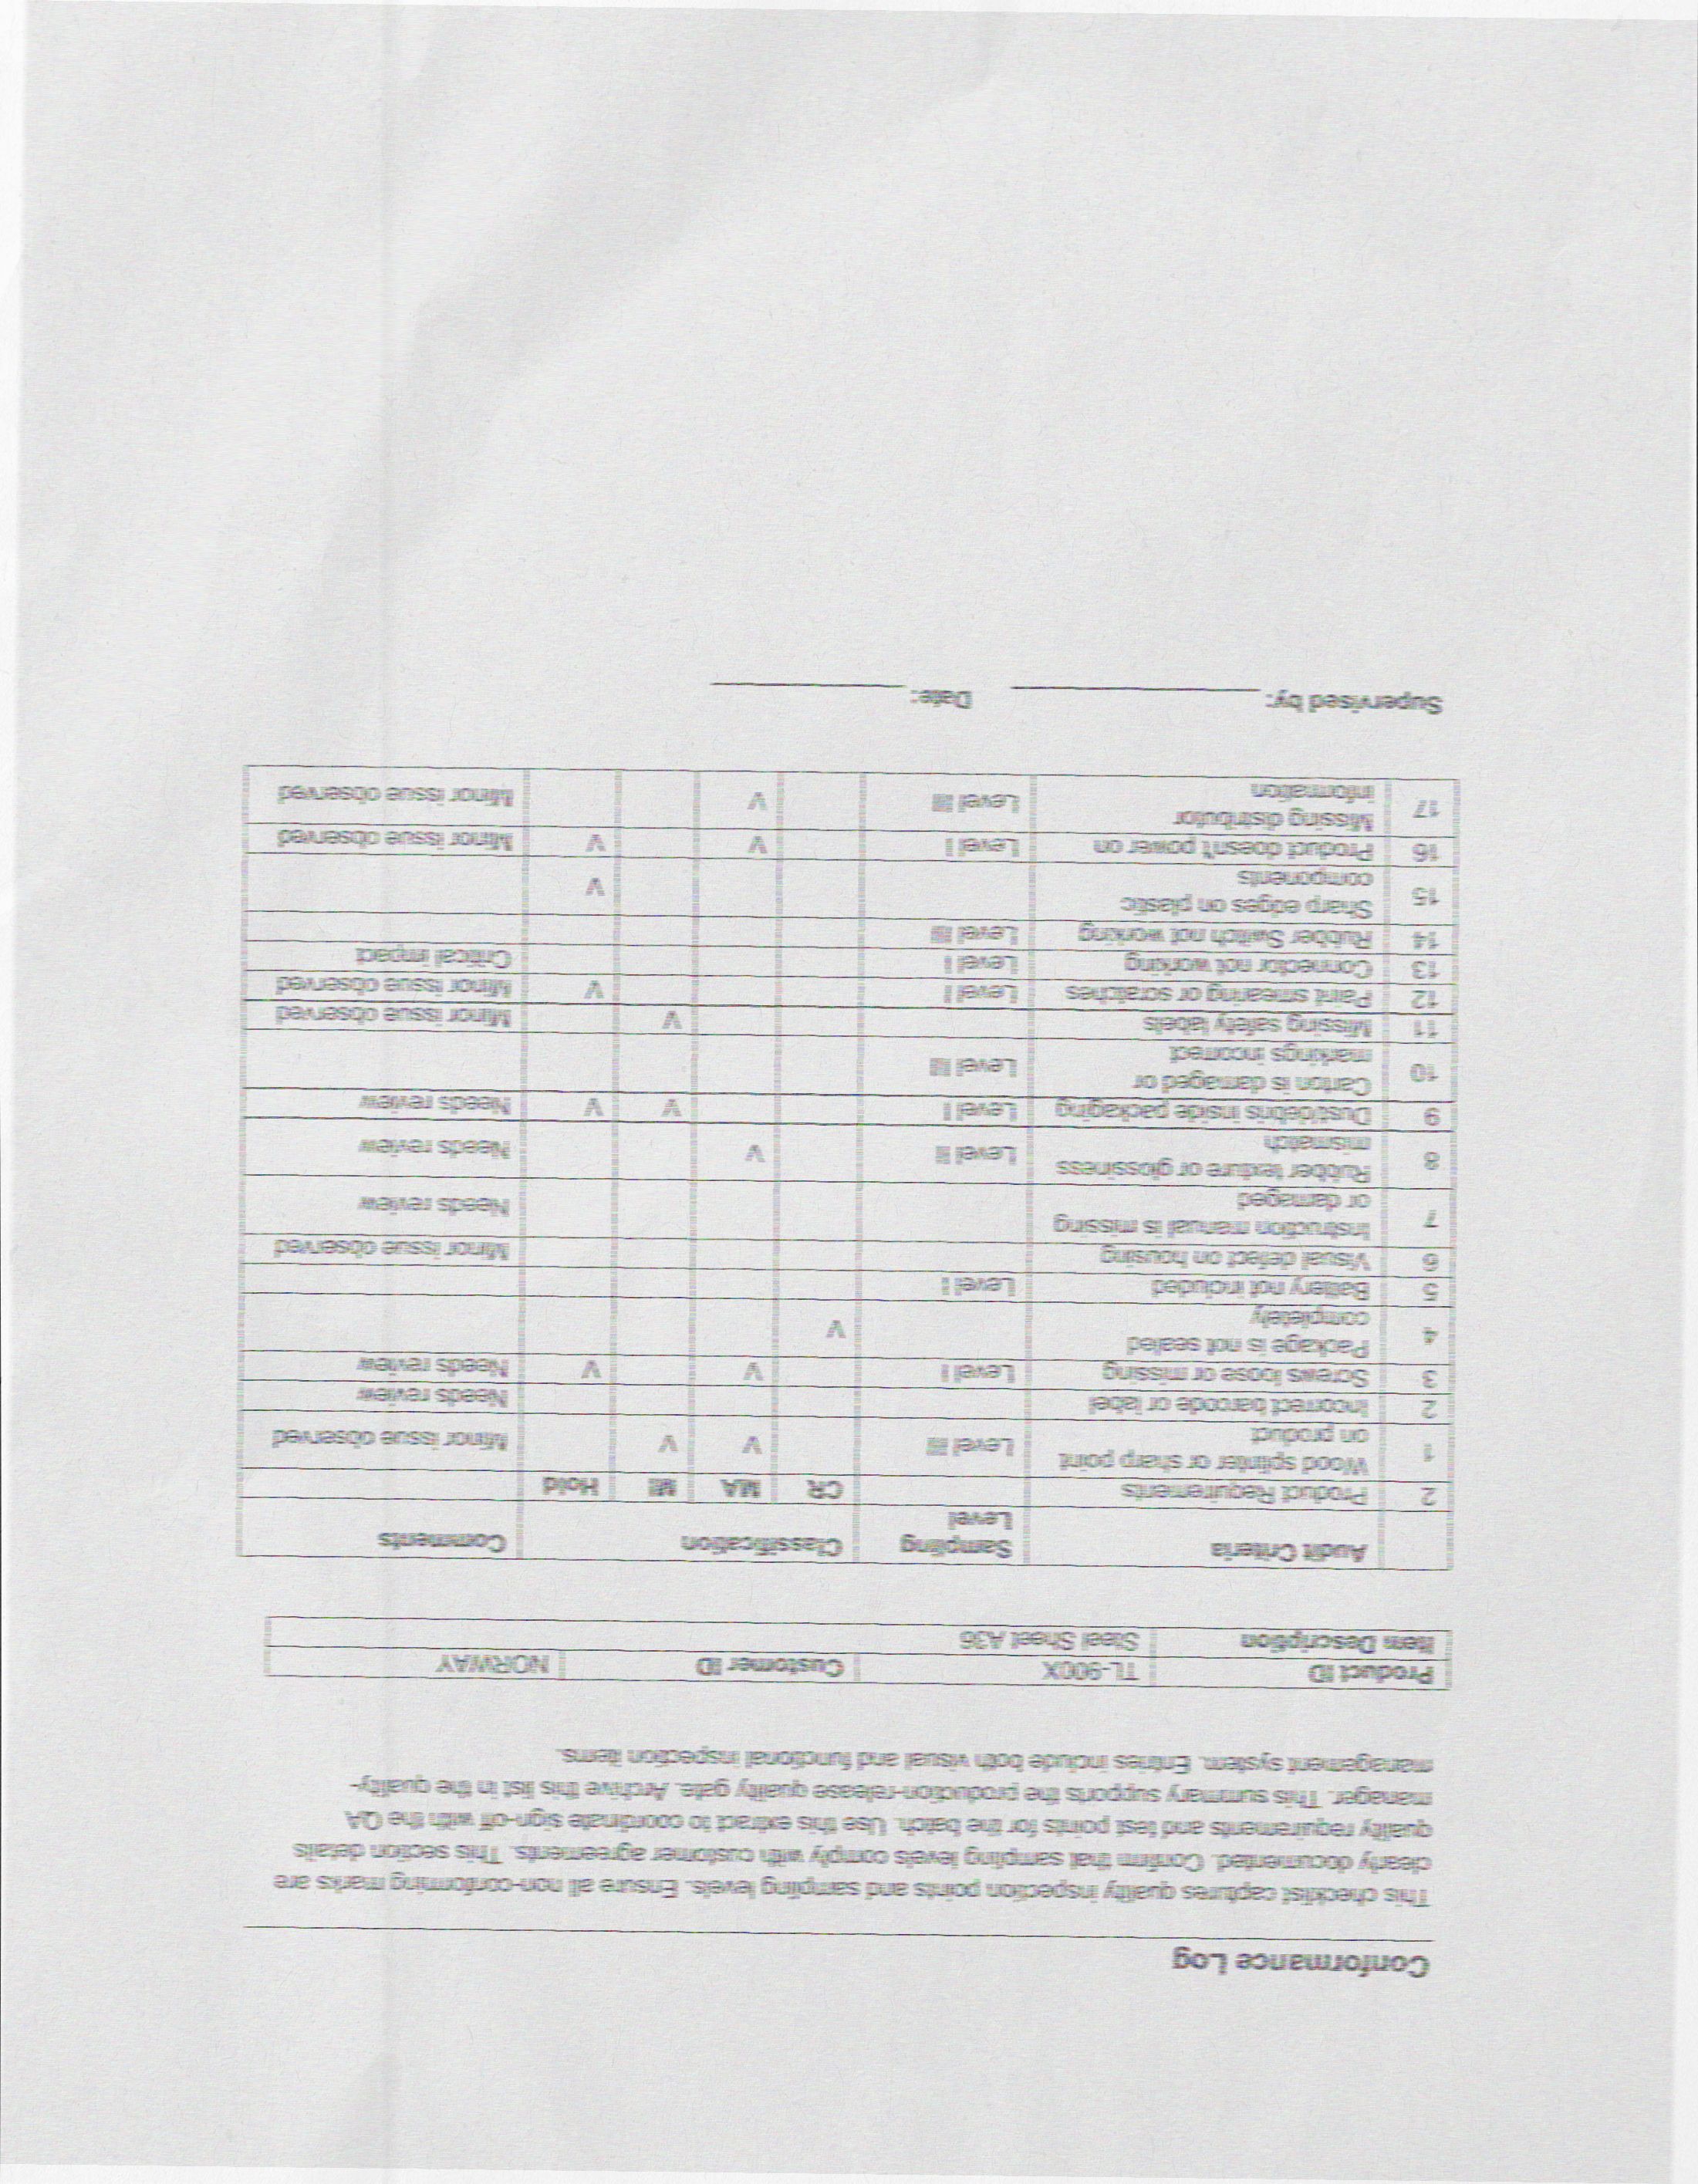 Conformance Log
This checklist captures quality inspection points and sampling levels. Ensure all non-conforming marks are
clearly documented. Confirm that sampling levels comply with customer agreements. This section details
quality requirements and test points for the batch. Use this extract to coordinate sign-off with the QA
manager. This summary supports the production-release quality gate. Archive this list in the quality-
management system. Entries include both visual and functional inspection items.
Product ID TL-900X Customer ID NORWAY
Item Description Steel Sheet A36
Audit Criteria Sampling Level Classification Comments
2 Product Requirements CR MA MI Hold
1 Wood splinter or sharp point on product Level III V V Minor issue observed
2 Incorrect barcode or label Needs review
3 Screws loose or missing Level I V V Needs review
4 Package is not sealed completely V
5 Battery not included Level I
6 Visual defect on housing Minor issue observed
7 Instruction manual is missing or damaged Needs review
8 Rubber texture or glossiness mismatch Level II V Needs review
9 Dust/debris inside packaging Level I V V Needs review
10 Carton is damaged or markings incorrect Level III
11 Missing safety labels V Minor issue observed
12 Paint smearing or scratches Level I V Minor issue observed
13 Connector not working Level I Critical impact
14 Rubber Switch not working Level III
15 Sharp edges on plastic components V
16 Product doesn't power on Level I V V Minor issue observed
17 Missing distributor information Level III V Minor issue observed
Supervised by: Date: